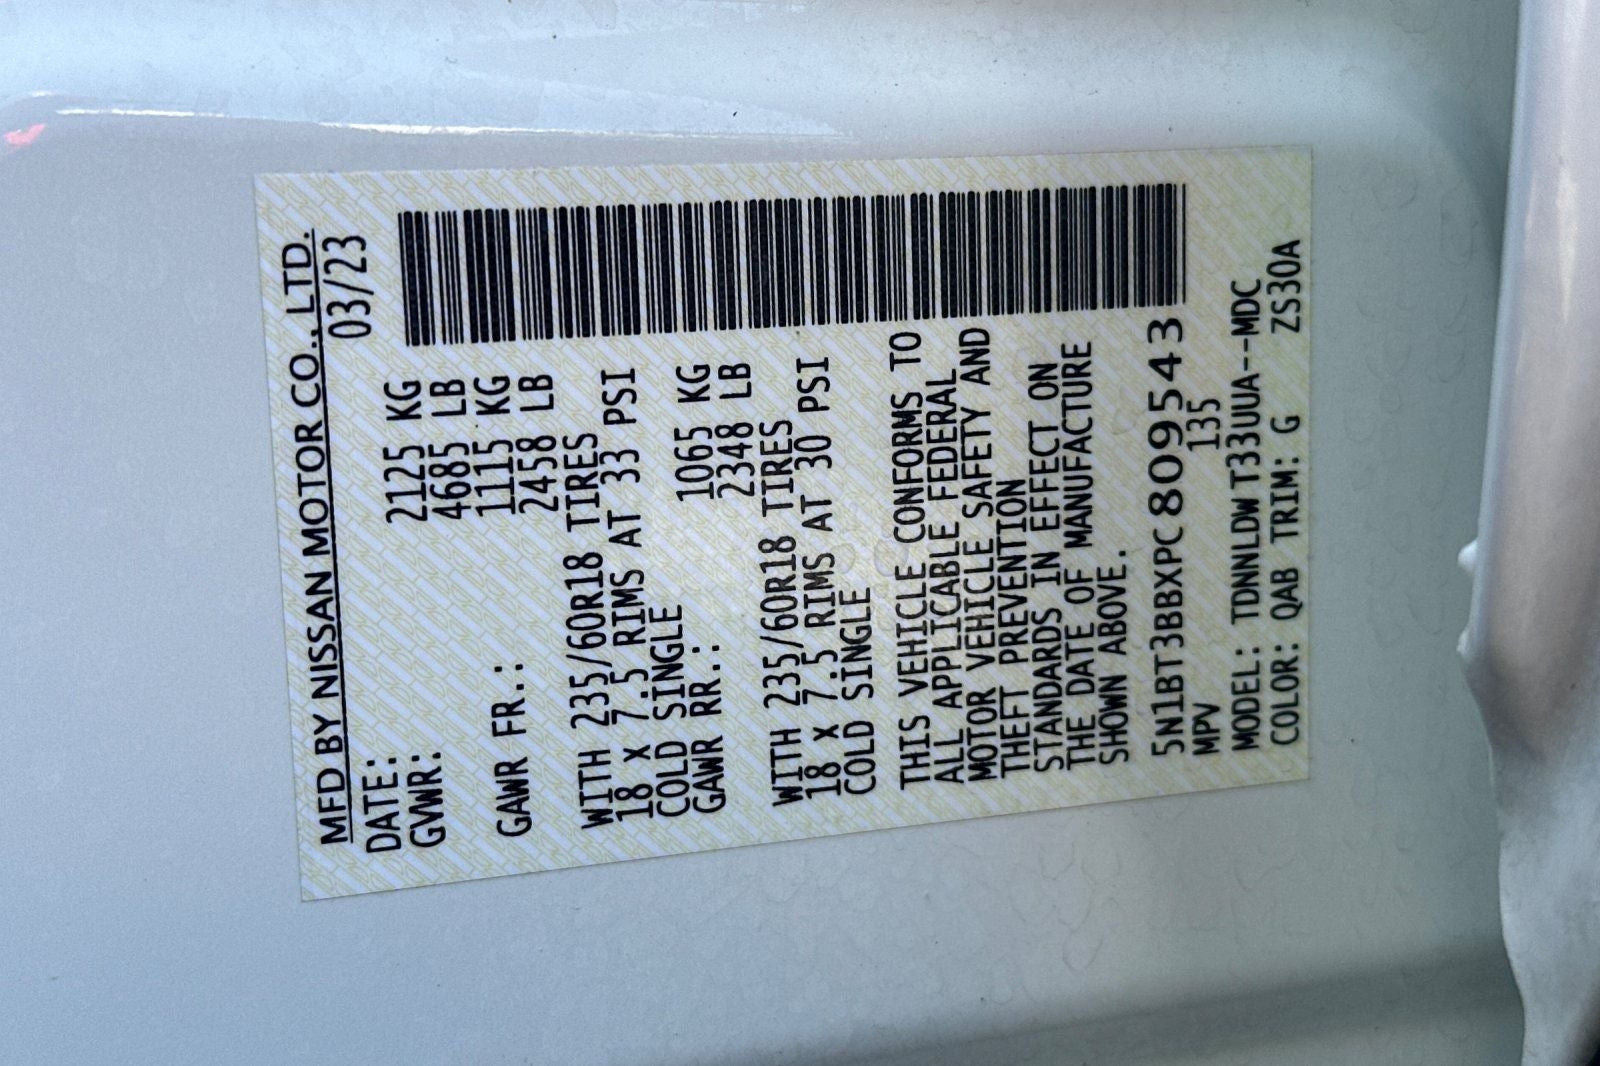 MFD BY NISSAN MOTOR CO., LTD.
DATE: 03/23
GVWR: 2125 KG
4685 LB
GAWR FR.: 1115 KG
2458 LB
WITH 235/60R18 TIRES
18 x 7.5 RIMS AT 33 PSI
COLD SINGLE
GAWR RR.: 1065 KG
2348 LB
WITH 235/60R18 TIRES
18 x 7.5 RIMS AT 30 PSI
COLD SINGLE
THIS VEHICLE CONFORMS TO
ALL APPLICABLE FEDERAL
MOTOR VEHICLE SAFETY AND
THEFT PREVENTION
STANDARDS IN EFFECT ON
THE DATE OF MANUFACTURE
SHOWN ABOVE.
5N1BT3BBXPC809543
MPV 135
MODEL: TDNNLDW T33UUA--MDC
COLOR: QAB TRIM: G ZS30A